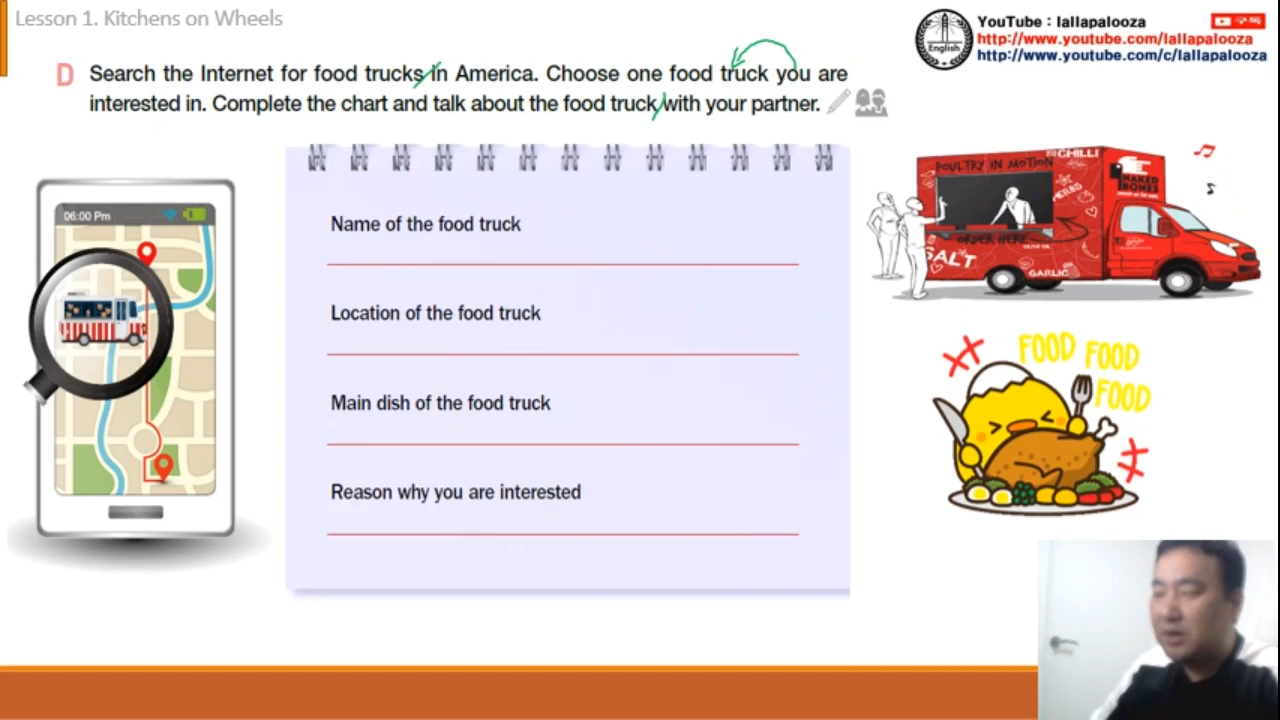 Lesson 1. Kitchens on Wheels
YouTube : lallapalooza
http://www.youtube.com/lallapalooza
http://www.youtube.com/c/lallapalooza
English
D Search the Internet for food trucks in America. Choose one food truck you are
interested in. Complete the chart and talk about the food truck with your partner.
06:00 Pm
Name of the food truck
Location of the food truck
Main dish of the food truck
Reason why you are interested
POULTRY IN MOTION
CHILLI
NAKED
BONES
HERBS
ORDER HERE
OLIVE OIL
SALT
GARLIC
FOOD FOOD
FOOD